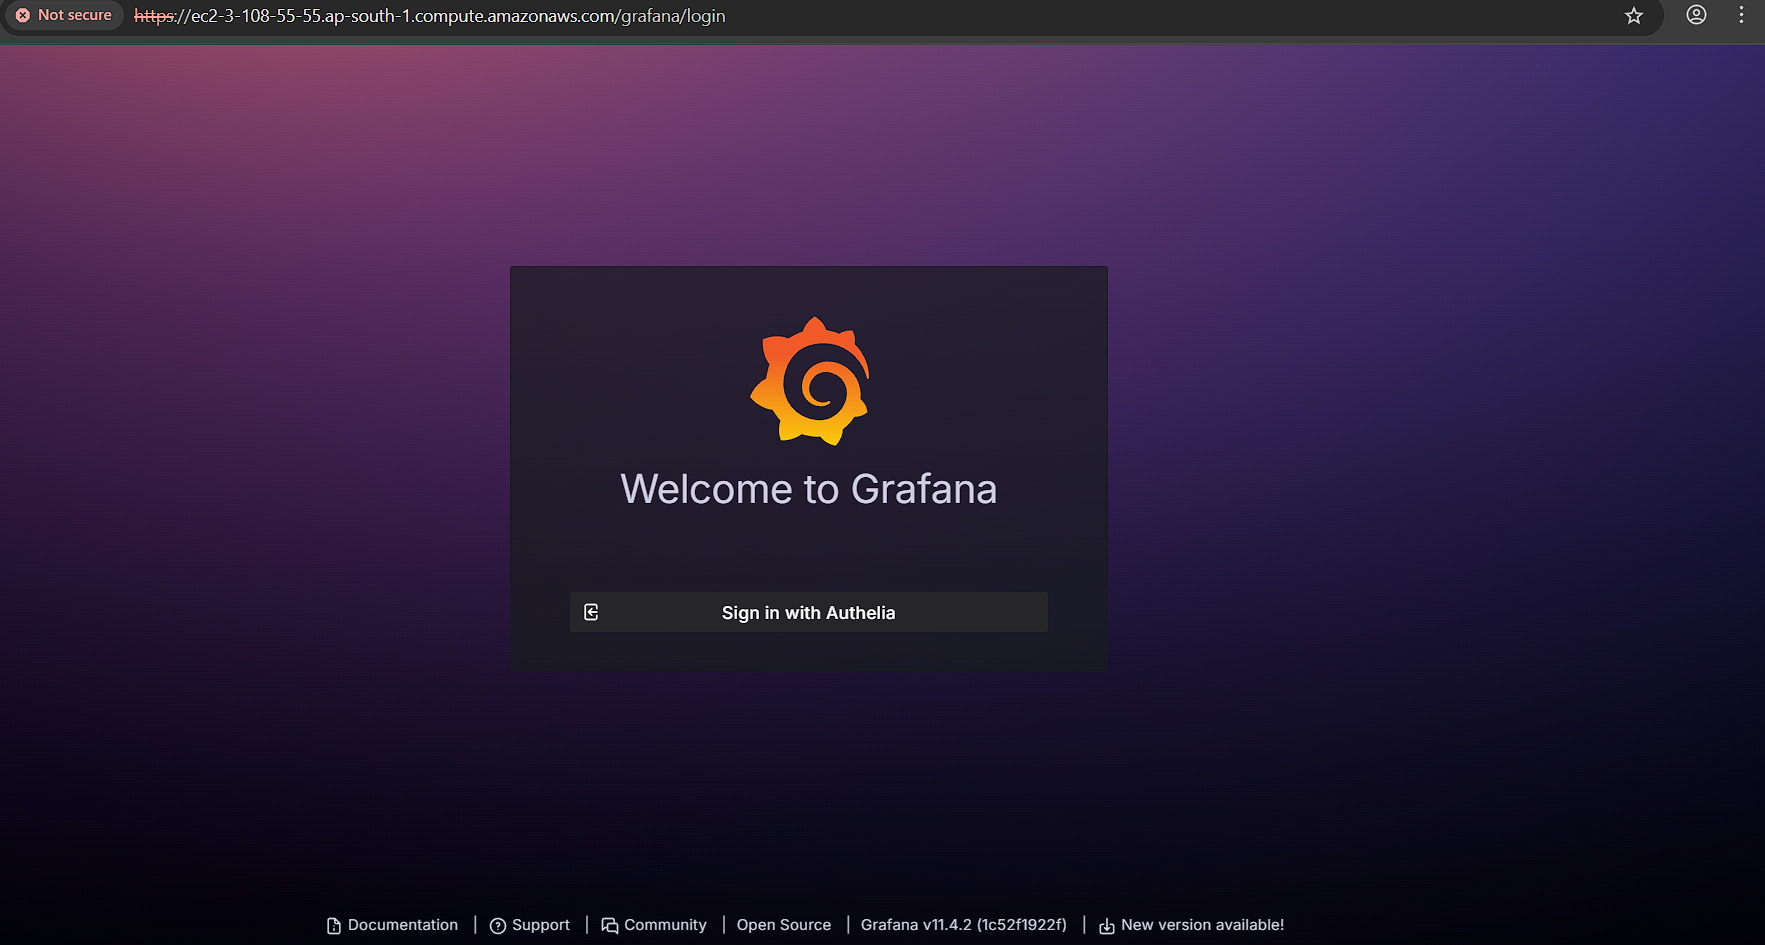 Not secure https://ec2-3-108-55-55.ap-south-1.compute.amazonaws.com/grafana/login
Welcome to Grafana
Sign in with Authelia
Documentation | Support | Community | Open Source | Grafana v11.4.2 (1c52f1922f) | New version available!